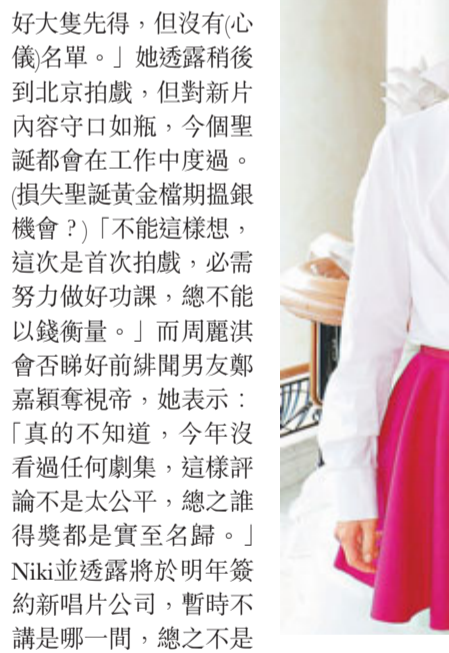 好大隻先得，但沒有(心
儀)名單。」她透露稍後
到北京拍戲，但對新片
內容守口如瓶，今個聖
誕都會在工作中度過。
(損失聖誕黃金檔期搵銀
機會？)「不能這樣想，
這次是首次拍戲，必需
努力做好功課，總不能
以錢衡量。」而周麗淇
會否睇好前緋聞男友鄭
嘉穎奪視帝，她表示：
「真的不知道，今年沒
看過任何劇集，這樣評
論不是太公平，總之誰
得獎都是實至名歸。」
Niki並透露將於明年簽
約新唱片公司，暫時不
講是哪一間，總之不是